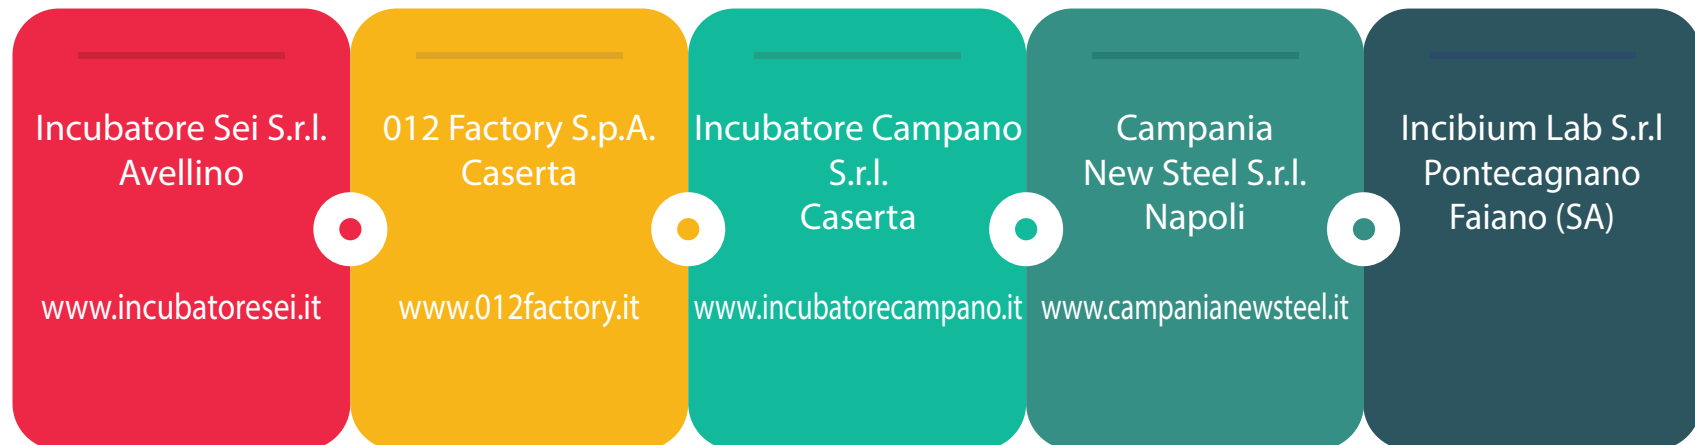 Incubatore Sei S.r.l.
Avellino
www.incubatoresei.it
012 Factory S.p.A.
Caserta
www.012factory.it
Incubatore Campano
S.r.l.
Caserta
www.incubatorecampano.it
Campania
New Steel S.r.l.
Napoli
www.campanianewsteel.it
Incibium Lab S.r.l
Pontecagnano
Faiano (SA)